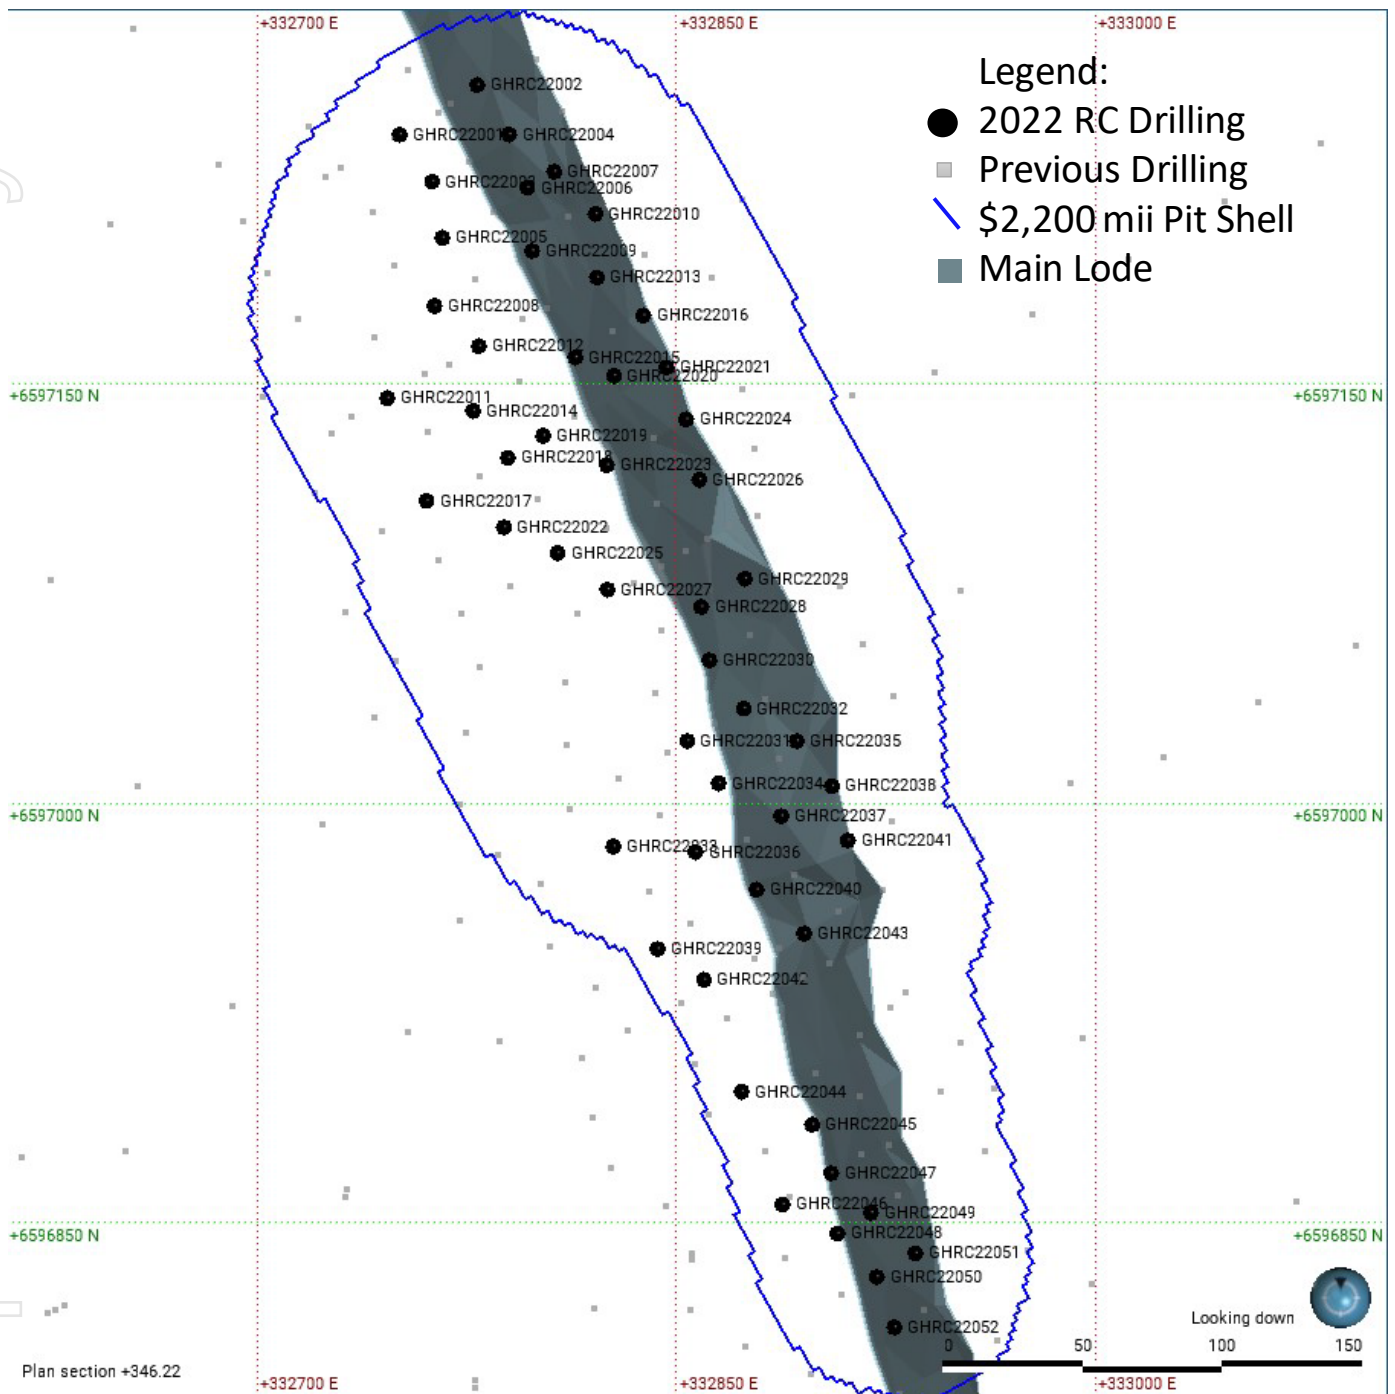 +332700 E
+332850 E
+333000 E
Legend:
2022 RC Drilling
Previous Drilling
$2,200 mii Pit Shell
Main Lode
GHRC22002
GHRC22001
GHRC22004
GHRC22007
GHRC22003
GHRC22006
GHRC22010
GHRC22005
GHRC22009
GHRC22013
GHRC22008
GHRC22016
GHRC22012
GHRC22015
GHRC22021
GHRC22020
+6597150 N
+6597150 N
GHRC22011
GHRC22014
GHRC22024
GHRC22019
GHRC22018
GHRC22023
GHRC22026
GHRC22017
GHRC22022
GHRC22025
GHRC22029
GHRC22027
GHRC22028
GHRC22030
GHRC22032
GHRC22031
GHRC22035
GHRC22034
GHRC22038
+6597000 N
GHRC22037
+6597000 N
GHRC22041
GHRC22033
GHRC22036
GHRC22040
GHRC22043
GHRC22039
GHRC22042
GHRC22044
GHRC22045
GHRC22047
GHRC22046
GHRC22049
+6596850 N
GHRC22048
+6596850 N
GHRC22051
GHRC22050
Looking down
GHRC22052
0 50 100 150
Plan section +346.22
+332700 E
+332850 E
+333000 E